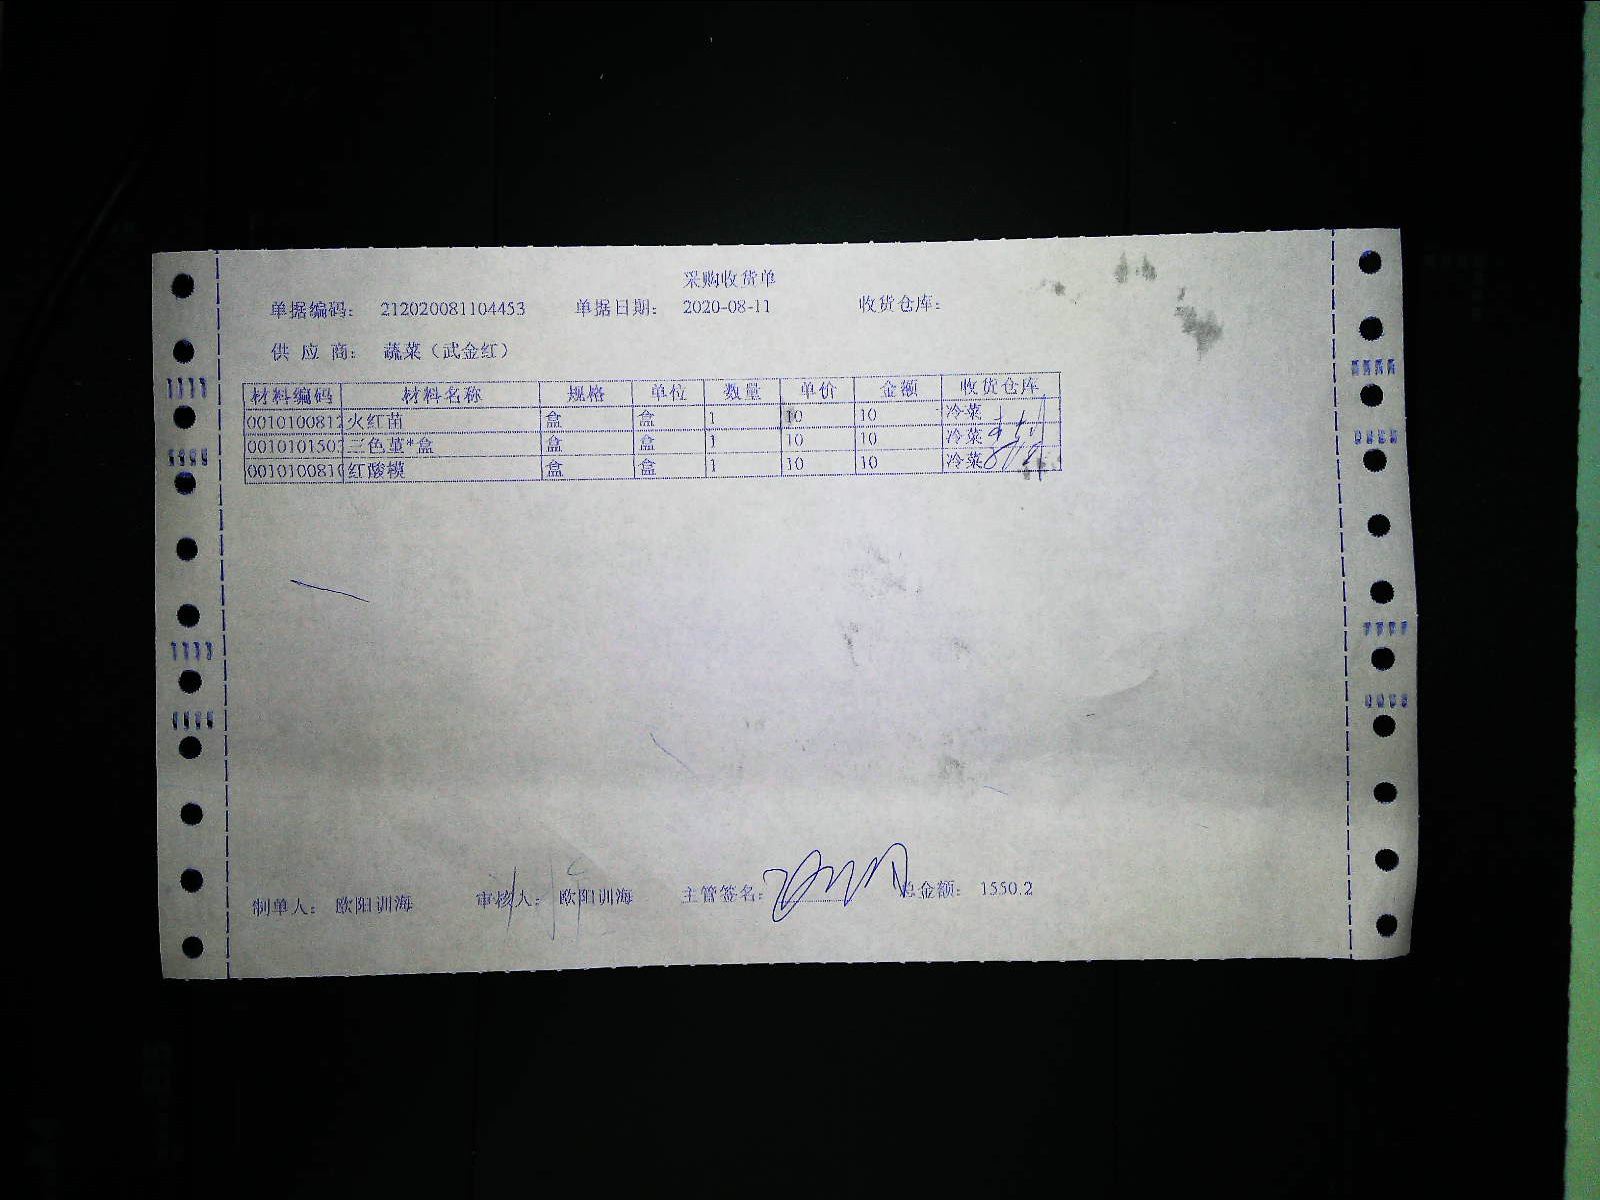 采购收货单
单据编码： 212020081104453 单据日期： 2020-08-11 收货仓库：
供 应 商： 蔬菜（武金红）
材料编码 材料名称 规格 单位 数量 单价 金额 收货仓库
0010100812 火红苗 盒 盒 1 10 10 冷菜
001010150 三色堇*盒 盒 盒 1 10 10 冷菜
001010081 红酸模 盒 盒 1 10 10 冷菜
制单人： 欧阳训海 审核人： 欧阳训海 主管签名： 总金额： 1550.2